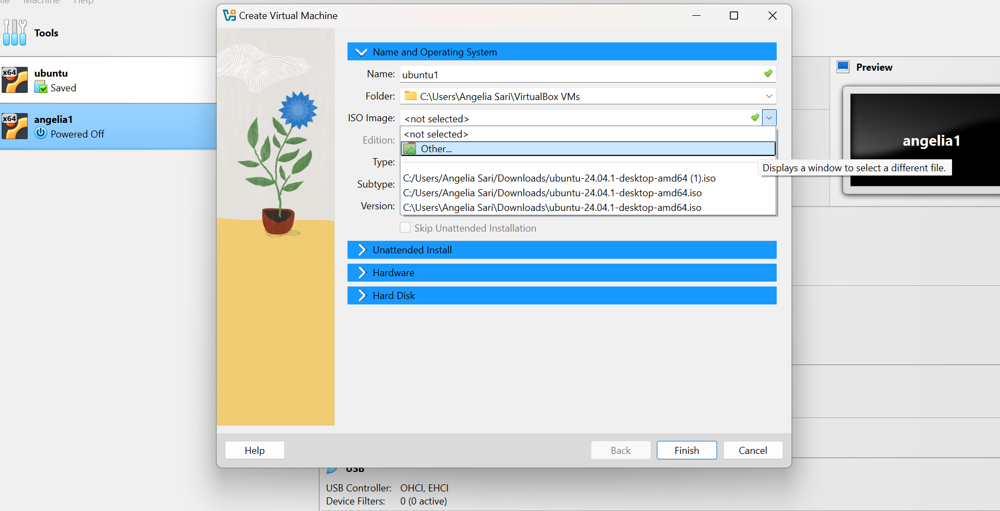 Machine
Help
Create Virtual Machine
Tools
x64
ubuntu
Saved
x64
angelia1
Powered Off
Name and Operating System
Name: ubuntu1
Folder: C:\Users\Angelia Sari\VirtualBox VMs
ISO Image: <not selected>
<not selected>
Edition:
Other...
Type:
C:/Users/Angelia Sari/Downloads/ubuntu-24.04.1-desktop-amd64 (1).iso
Subtype:
C:/Users/Angelia Sari/Downloads/ubuntu-24.04.1-desktop-amd64.iso
Version:
C:\Users\Angelia Sari\Downloads\ubuntu-24.04.1-desktop-amd64.iso
Skip Unattended Installation
Unattended Install
Hardware
Hard Disk
Help
Back
Finish
Cancel
Preview
angelia1
Displays a window to select a different file.
USB
USB Controller: OHCI, EHCI
Device Filters: 0 (0 active)